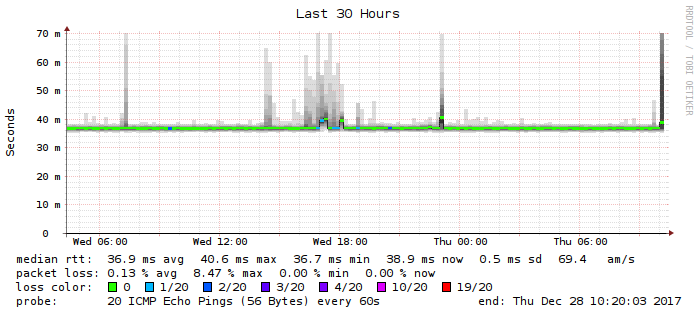 Last 30 Hours
RRDTOOL / TOBI OETIKER
Seconds
70 m
60 m
50 m
40 m
30 m
20 m
10 m
0
Wed 06:00 Wed 12:00 Wed 18:00 Thu 00:00 Thu 06:00
median rtt: 36.9 ms avg 40.6 ms max 36.7 ms min 38.9 ms now 0.5 ms sd 69.4 am/s
packet loss: 0.13 % avg 8.47 % max 0.00 % min 0.00 % now
loss color: 0 1/20 2/20 3/20 4/20 10/20 19/20
probe: 20 ICMP Echo Pings (56 Bytes) every 60s end: Thu Dec 28 10:20:03 2017